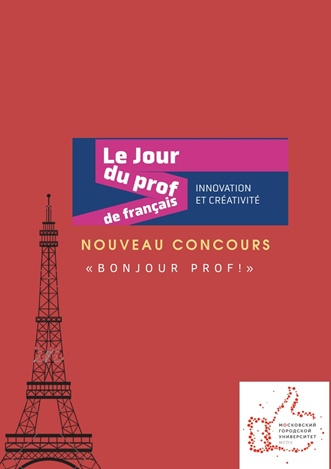 Le Jour
du prof
de français
INNOVATION
ET CRÉATIVITÉ
NOUVEAU CONCOURS
«BONJOUR PROF!»
МОСКОВСКИЙ
ГОРОДСКОЙ
УНИВЕРСИТЕТ
МГПУ